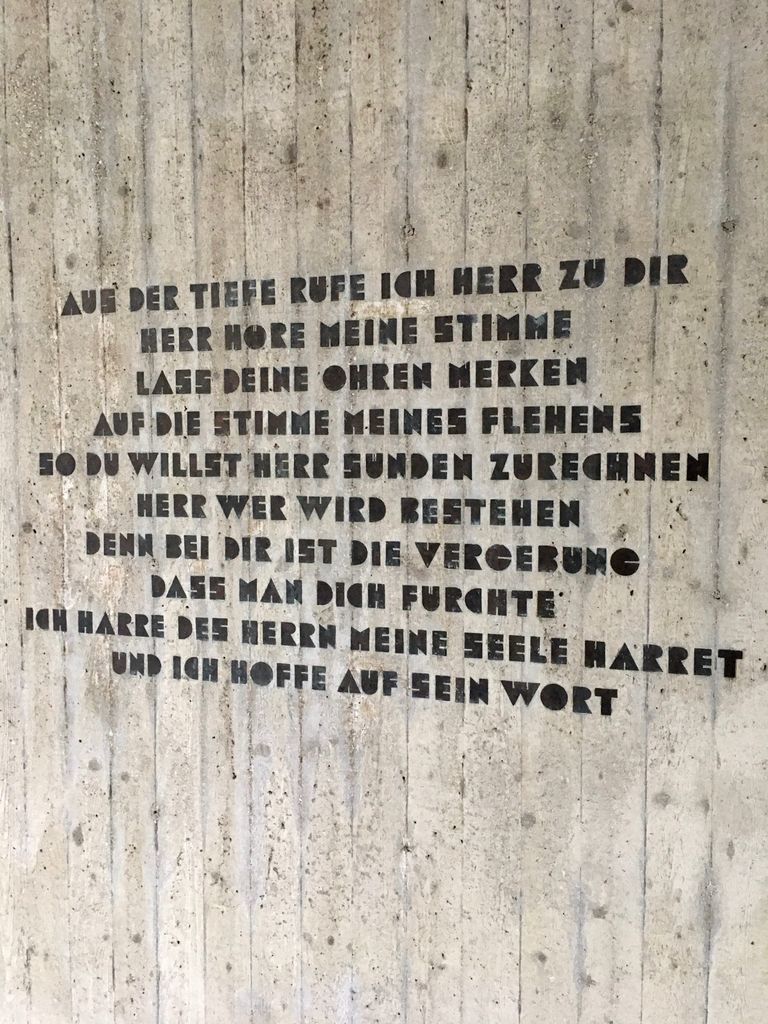 AUS DER TIEFE RUFE ICH HERR ZU DIR
HERR HORE MEINE STIMME
LASS DEINE OHREN MERKEN
AUF DIE STIMME MEINES FLEHENS
SO DU WILLST HERR SUNDEN ZURECHNEN
HERR WER WIRD BESTEHEN
DENN BEI DIR IST DIE VERGEBUNG
DASS MAN DICH FURCHTE
ICH HARRE DES HERRN MEINE SEELE HARRET
UND ICH HOFFE AUF SEIN WORT